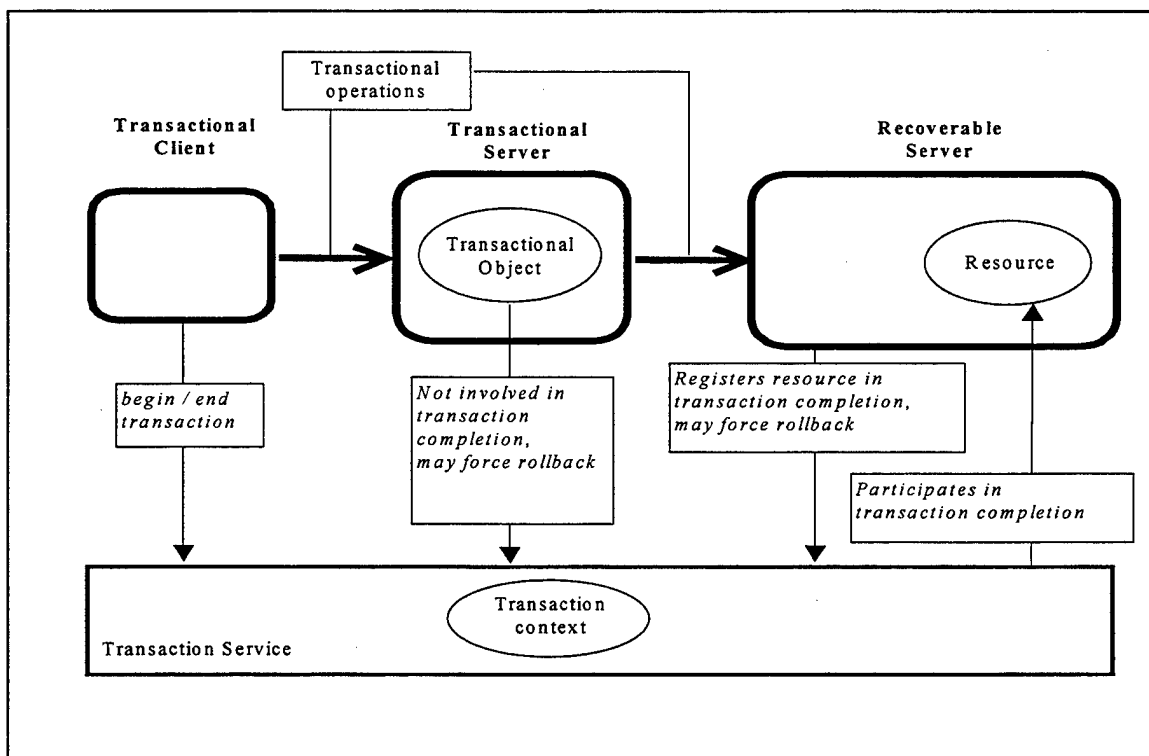 Transactional
operations
Transactional
Client
Transactional
Server
Recoverable
Server
Transactional
Object
Resource
begin / end
transaction
Not involved in
transaction
completion,
may force rollback
Registers resource in
transaction completion,
may force rollback
Participates in
transaction completion
Transaction
context
Transaction Service